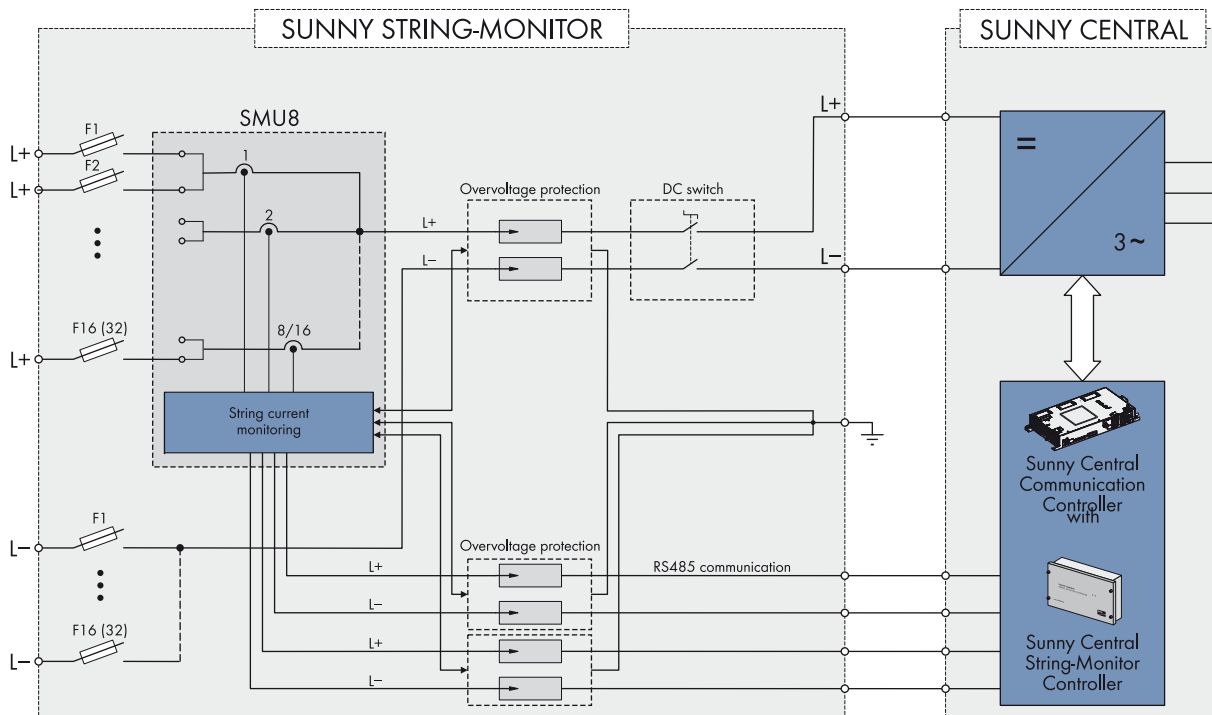 SUNNY STRING-MONITOR
SUNNY CENTRAL
SMU8
F1
L+
F2
L+
1
2
F16 (32)
L+
8/16
String current
monitoring
Overvoltage protection
L+
L−
DC switch
L+
L−
=
3~
F1
L−
F16 (32)
L−
Overvoltage protection
L+
RS485 communication
L−
L+
L−
Sunny Central
Communication
Controller
with
Sunny Central
String-Monitor
Controller